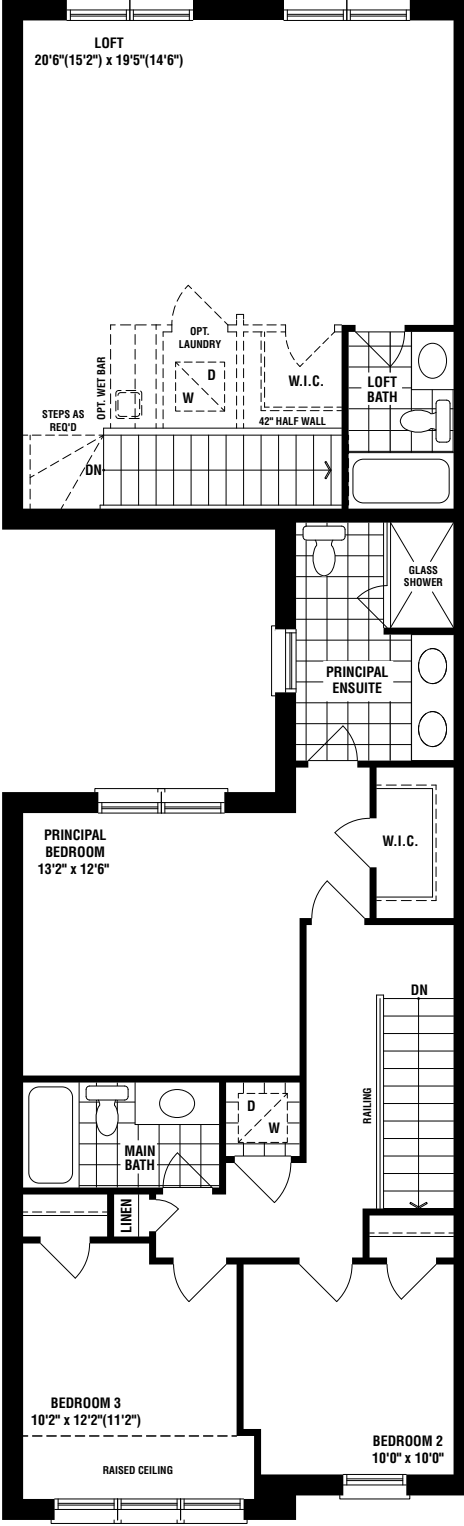 LOFT
20'6"(15'2") x 19'5"(14'6")
OPT.
LAUNDRY
D
W
OPT. WET BAR
W.I.C.
LOFT
BATH
STEPS AS
REQ'D
42" HALF WALL
DN
GLASS
SHOWER
PRINCIPAL
ENSUITE
PRINCIPAL
BEDROOM
13'2" x 12'6"
W.I.C.
DN
RAILING
D
W
MAIN
BATH
LINEN
BEDROOM 3
10'2" x 12'2"(11'2")
RAISED CEILING
BEDROOM 2
10'0" x 10'0"